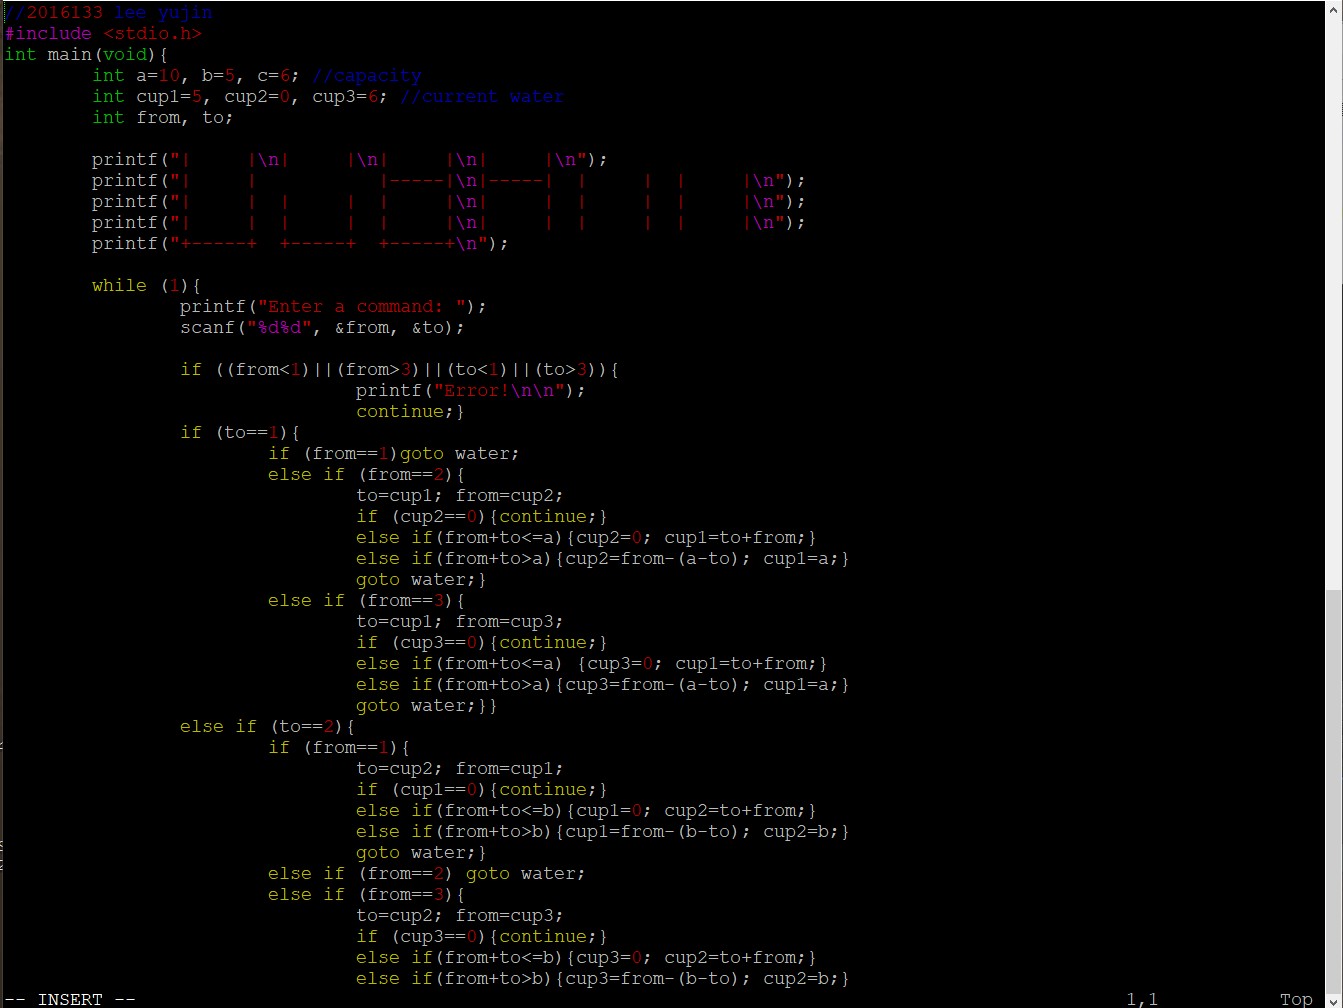 //2016133 lee yujin
#include <stdio.h>
int main(void){
        int a=10, b=5, c=6; //capacity
        int cup1=5, cup2=0, cup3=6; //current water
        int from, to;

        printf("|     |\n|     |\n|     |\n|     |\n");
        printf("|     |           |-----|\n|-----|  |     |  |     |\n");
        printf("|     |  |     |  |     |\n|     |  |     |  |     |\n");
        printf("|     |  |     |  |     |\n|     |  |     |  |     |\n");
        printf("+-----+  +-----+  +-----+\n");

        while (1){
                printf("Enter a command: ");
                scanf("%d%d", &from, &to);

                if ((from<1)||(from>3)||(to<1)||(to>3)){
                                printf("Error!\n\n");
                                continue;}
                if (to==1){
                        if (from==1)goto water;
                        else if (from==2){
                                to=cup1; from=cup2;
                                if (cup2==0){continue;}
                                else if(from+to<=a){cup2=0; cup1=to+from;}
                                else if(from+to>a){cup2=from-(a-to); cup1=a;}
                                goto water;}
                        else if (from==3){
                                to=cup1; from=cup3;
                                if (cup3==0){continue;}
                                else if(from+to<=a) {cup3=0; cup1=to+from;}
                                else if(from+to>a){cup3=from-(a-to); cup1=a;}
                                goto water;}}
                else if (to==2){
                        if (from==1){
                                to=cup2; from=cup1;
                                if (cup1==0){continue;}
                                else if(from+to<=b){cup1=0; cup2=to+from;}
                                else if(from+to>b){cup1=from-(b-to); cup2=b;}
                                goto water;}
                        else if (from==2) goto water;
                        else if (from==3){
                                to=cup2; from=cup3;
                                if (cup3==0){continue;}
                                else if(from+to<=b){cup3=0; cup2=to+from;}
                                else if(from+to>b){cup3=from-(b-to); cup2=b;}
-- INSERT -- 1,1 Top